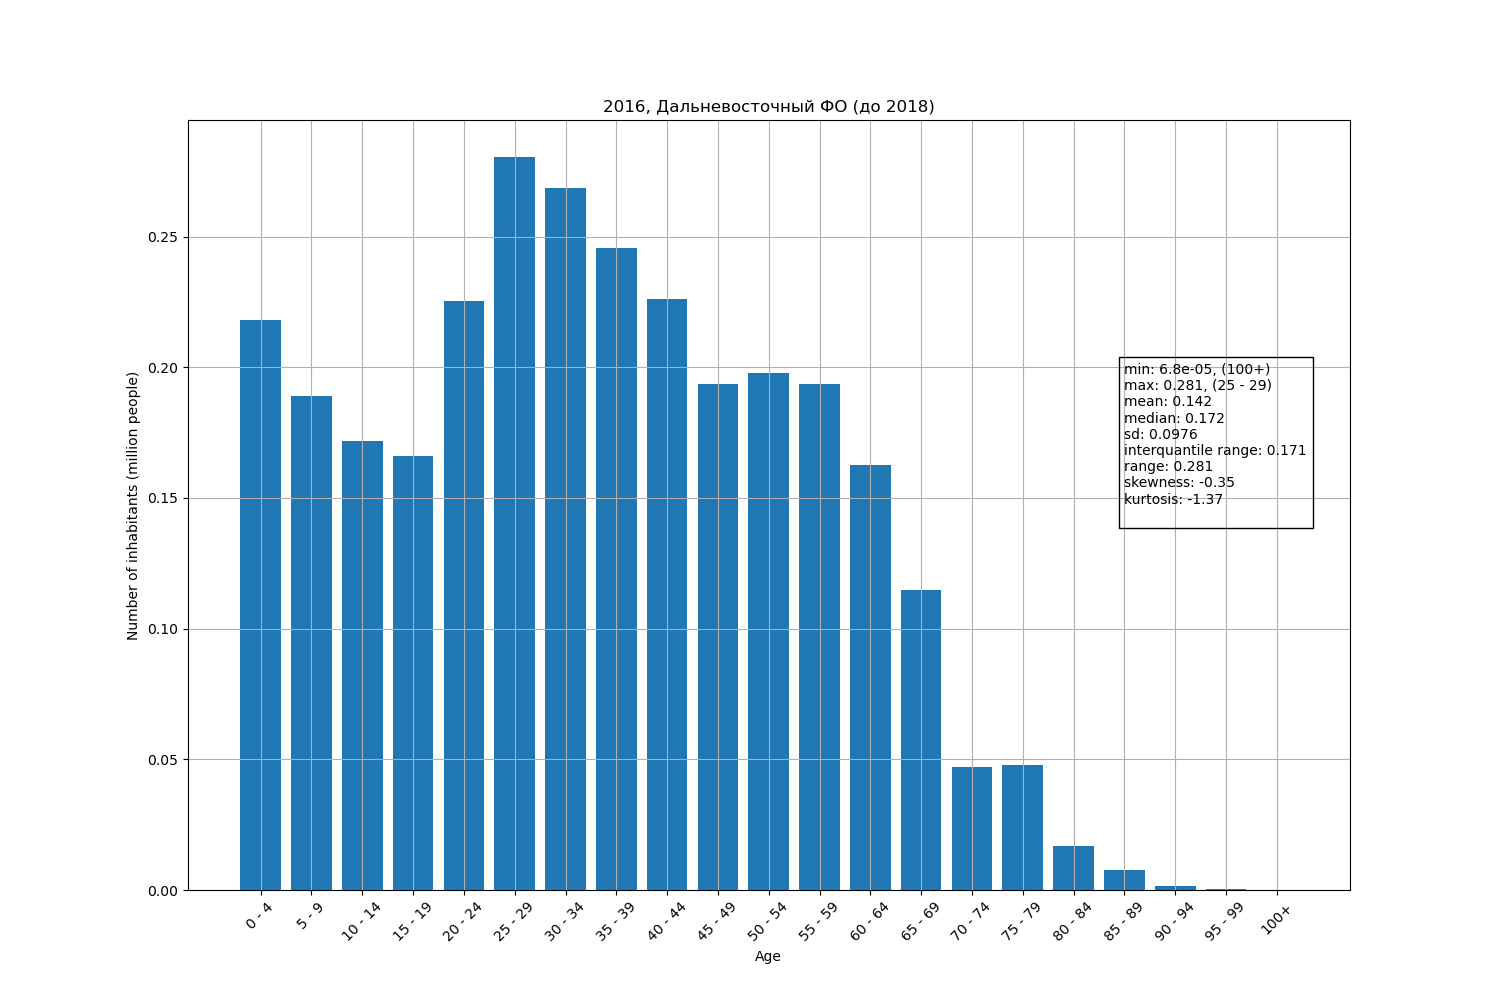 2016, Дальневосточный ФО (до 2018)
Number of inhabitants (million people)
0.25
0.20
0.15
0.10
0.05
0.00
min: 6.8e-05, (100+)
max: 0.281, (25 - 29)
mean: 0.142
median: 0.172
sd: 0.0976
interquantile range: 0.171
range: 0.281
skewness: -0.35
kurtosis: -1.37
0 - 4
5 - 9
10 - 14
15 - 19
20 - 24
25 - 29
30 - 34
35 - 39
40 - 44
45 - 49
50 - 54
55 - 59
60 - 64
65 - 69
70 - 74
75 - 79
80 - 84
85 - 89
90 - 94
95 - 99
100+
Age